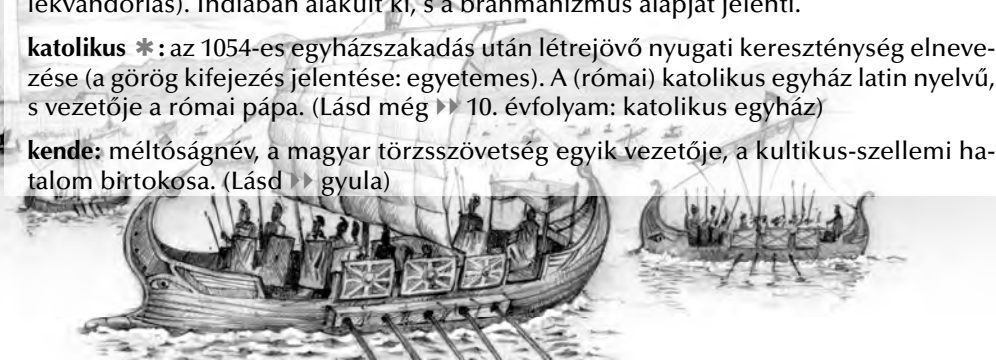 lékvándorlás). Indiában alakult ki, s a bráhmanizmus alapját jelenti.
katolikus *: az 1054-es egyházszakadás után létrejövő nyugati kereszténység elneve-
zése (a görög kifejezés jelentése: egyetemes). A (római) katolikus egyház latin nyelvű,
s vezetője a római pápa. (Lásd még ▸▸ 10. évfolyam: katolikus egyház)
kende: méltóságnév, a magyar törzsszövetség egyik vezetője, a kultikus-szellemi ha-
talom birtokosa. (Lásd ▸▸ gyula)